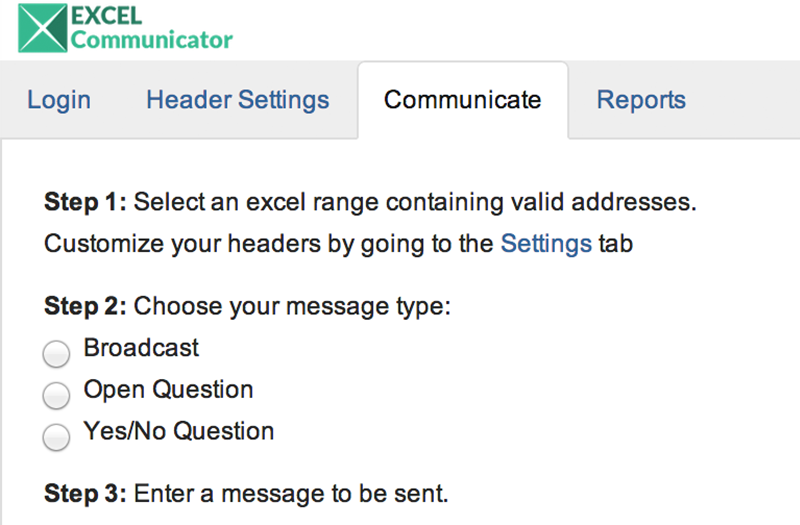 EXCEL
Communicator
Login Header Settings Communicate Reports
Step 1: Select an excel range containing valid addresses.
Customize your headers by going to the Settings tab
Step 2: Choose your message type:
Broadcast
Open Question
Yes/No Question
Step 3: Enter a message to be sent.